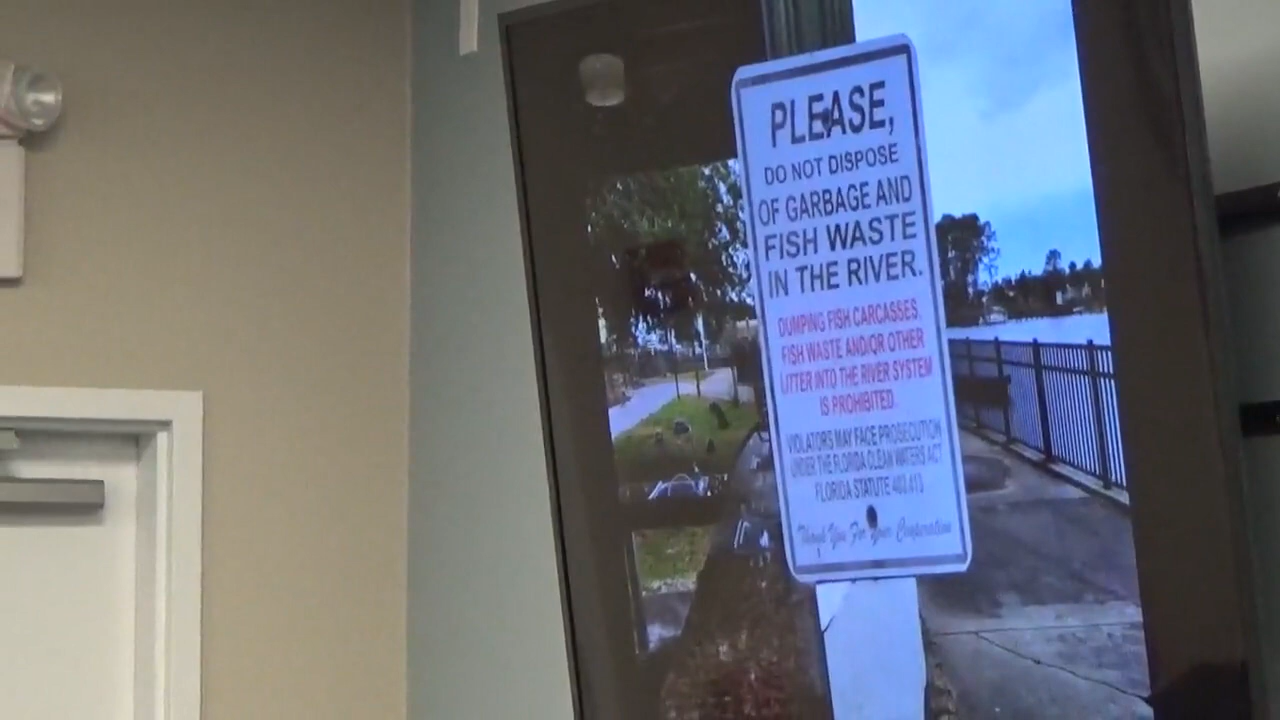 PLEASE,
DO NOT DISPOSE
OF GARBAGE AND
FISH WASTE
IN THE RIVER.
DUMPING FISH CARCASSES,
FISH WASTE AND/OR OTHER
LITTER INTO THE RIVER SYSTEM
IS PROHIBITED.
VIOLATORS MAY FACE PROSECUTION
UNDER THE FLORIDA CLEAN WATERS ACT
FLORIDA STATUTE 403.413
Thank You For Your Cooperation